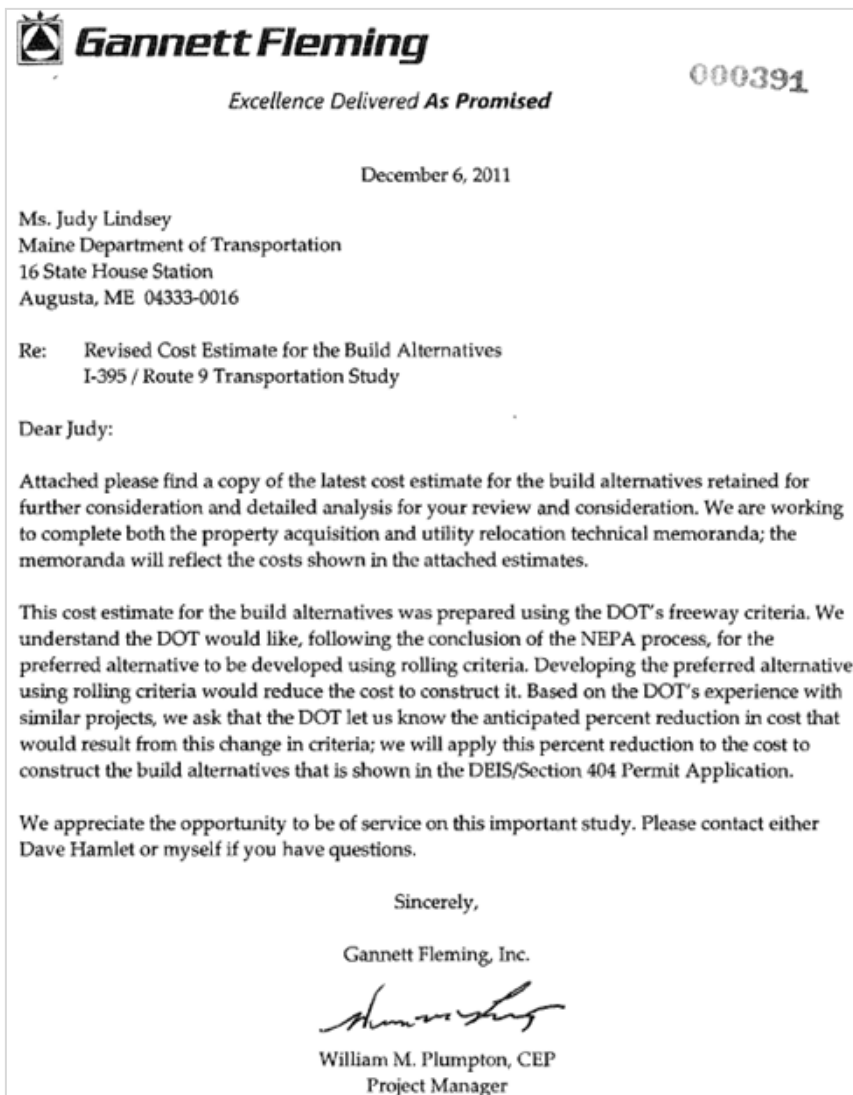 Gannett Fleming
000391
Excellence Delivered As Promised
December 6, 2011
Ms. Judy Lindsey
Maine Department of Transportation
16 State House Station
Augusta, ME 04333-0016
Re: Revised Cost Estimate for the Build Alternatives
I-395 / Route 9 Transportation Study
Dear Judy:
Attached please find a copy of the latest cost estimate for the build alternatives retained for
further consideration and detailed analysis for your review and consideration. We are working
to complete both the property acquisition and utility relocation technical memoranda; the
memoranda will reflect the costs shown in the attached estimates.
This cost estimate for the build alternatives was prepared using the DOT's freeway criteria. We
understand the DOT would like, following the conclusion of the NEPA process, for the
preferred alternative to be developed using rolling criteria. Developing the preferred alternative
using rolling criteria would reduce the cost to construct it. Based on the DOT's experience with
similar projects, we ask that the DOT let us know the anticipated percent reduction in cost that
would result from this change in criteria; we will apply this percent reduction to the cost to
construct the build alternatives that is shown in the DEIS/Section 404 Permit Application.
We appreciate the opportunity to be of service on this important study. Please contact either
Dave Hamlet or myself if you have questions.
Sincerely,
Gannett Fleming, Inc.
William M. Plumpton, CEP
Project Manager